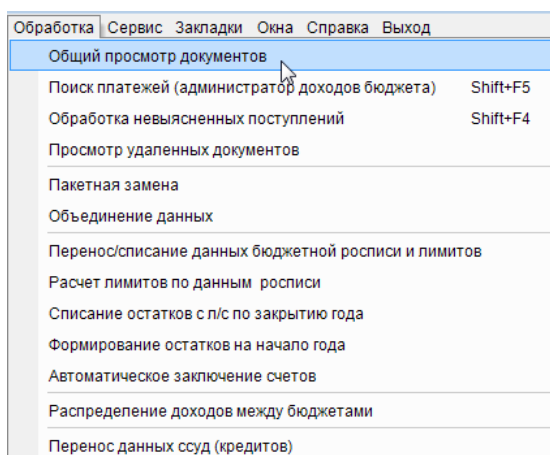 Обработка Сервис Закладки Окна Справка Выход
Общий просмотр документов
Поиск платежей (администратор доходов бюджета) Shift+F5
Обработка невыясненных поступлений Shift+F4
Просмотр удаленных документов
Пакетная замена
Объединение данных
Перенос/списание данных бюджетной росписи и лимитов
Расчет лимитов по данным росписи
Списание остатков с л/с по закрытию года
Формирование остатков на начало года
Автоматическое заключение счетов
Распределение доходов между бюджетами
Перенос данных ссуд (кредитов)